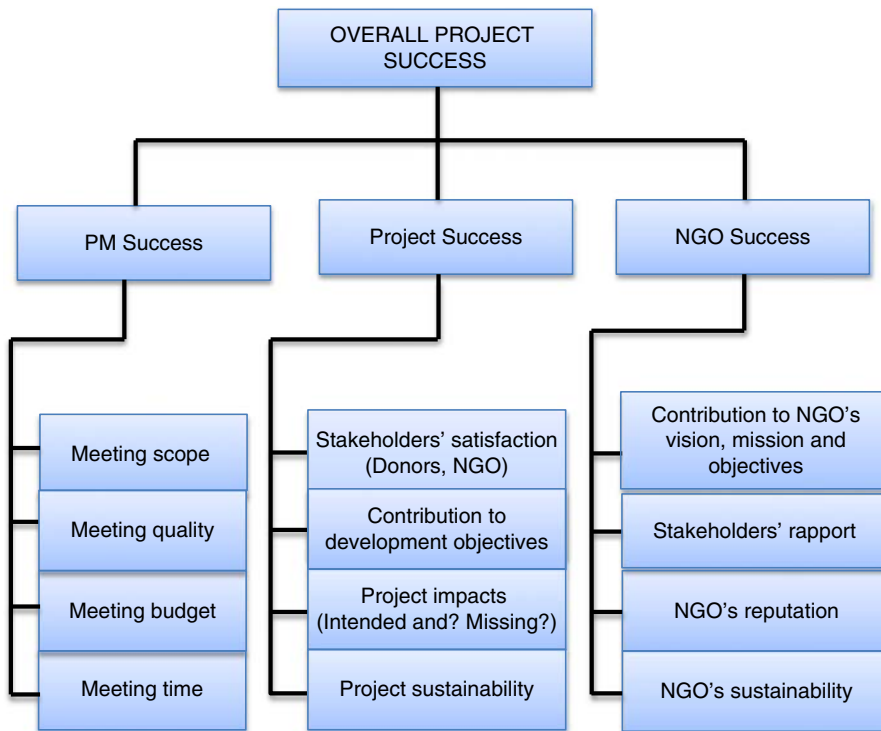 OVERALL PROJECT
SUCCESS
PM Success
Project Success
NGO Success
Meeting scope
Meeting quality
Meeting budget
Meeting time
Stakeholders’ satisfaction
(Donors, NGO)
Contribution to
development objectives
Project impacts
(Intended and? Missing?)
Project sustainability
Contribution to NGO’s
vision, mission and
objectives
Stakeholders’ rapport
NGO’s reputation
NGO’s sustainability